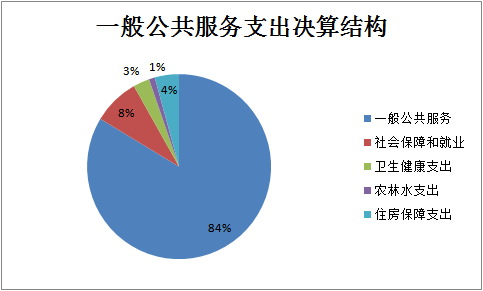 一般公共服务支出决算结构
1%
3%
4%
8%
84%
一般公共服务
社会保障和就业
卫生健康支出
农林水支出
住房保障支出